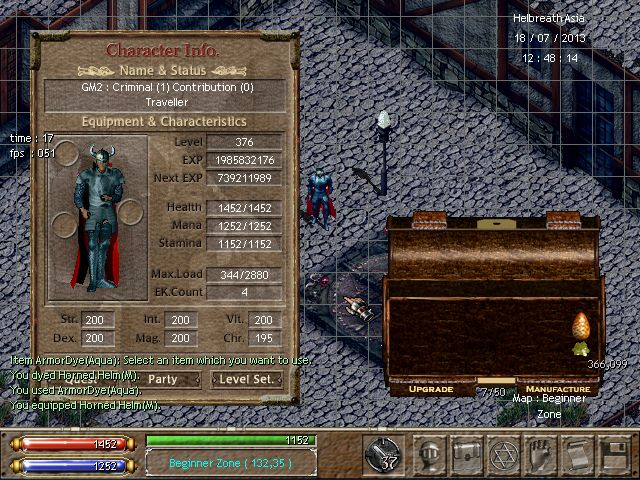 Helbreath Asia
18 / 07 / 2013
12 : 48 : 14
Character Info.
Name & Status
GM2 : Criminal (1) Contribution (0)
Traveller
Equipment & Characteristics
time : 17
fps : 051
Level 376
EXP 1985832176
Next EXP 739211989
Health 1452/1452
Mana 1252/1252
Stamina 1152/1152
Max.Load 344/2880
EK.Count 4
Str. 200 Int. 200 Vit. 200
Dex. 200 Mag. 200 Chr. 195
Item ArmorDye(Aqua): Select an item which you want to use.
You dyed Horned Helm(M).
Quest Party Level Set.
You used ArmorDye(Aqua).
You equipped Horned Helm(M).
366,099
UPGRADE 7/50 MANUFACTURE
Map : Beginner
Zone
1452 1152
1252 Beginner Zone ( 132,35 )
37